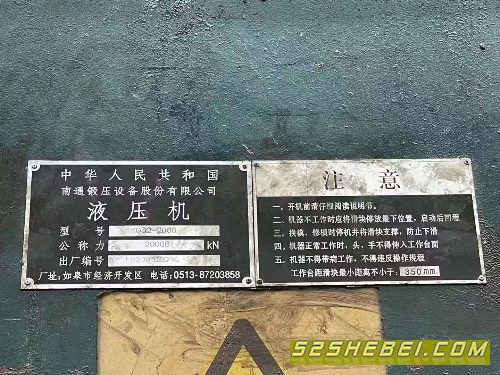 中华人民共和国
南通锻压设备股份有限公司
液压机
型号 YQ32-2000
公称力 20000 kN
出厂编号
厂址:如皋市经济开发区 电话:0513-87203858
注意
一、开机前请仔细阅读说明书。
二、机器不工作时应将滑块停放最下位置,启动后回程
三、换模、修模时停机并将滑块支撑,防止下滑
四、机器正常工作时,头、手不得伸入工作台面
五、机器不得带病工作,不得违反操作规程
工作台距滑块最小距离不小于:350mm
52SHEBEI.COM